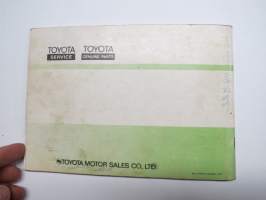 TOYOTA TOYOTA
SERVICE GENUINE PARTS
TOYOTA MOTOR SALES CO., LTD.